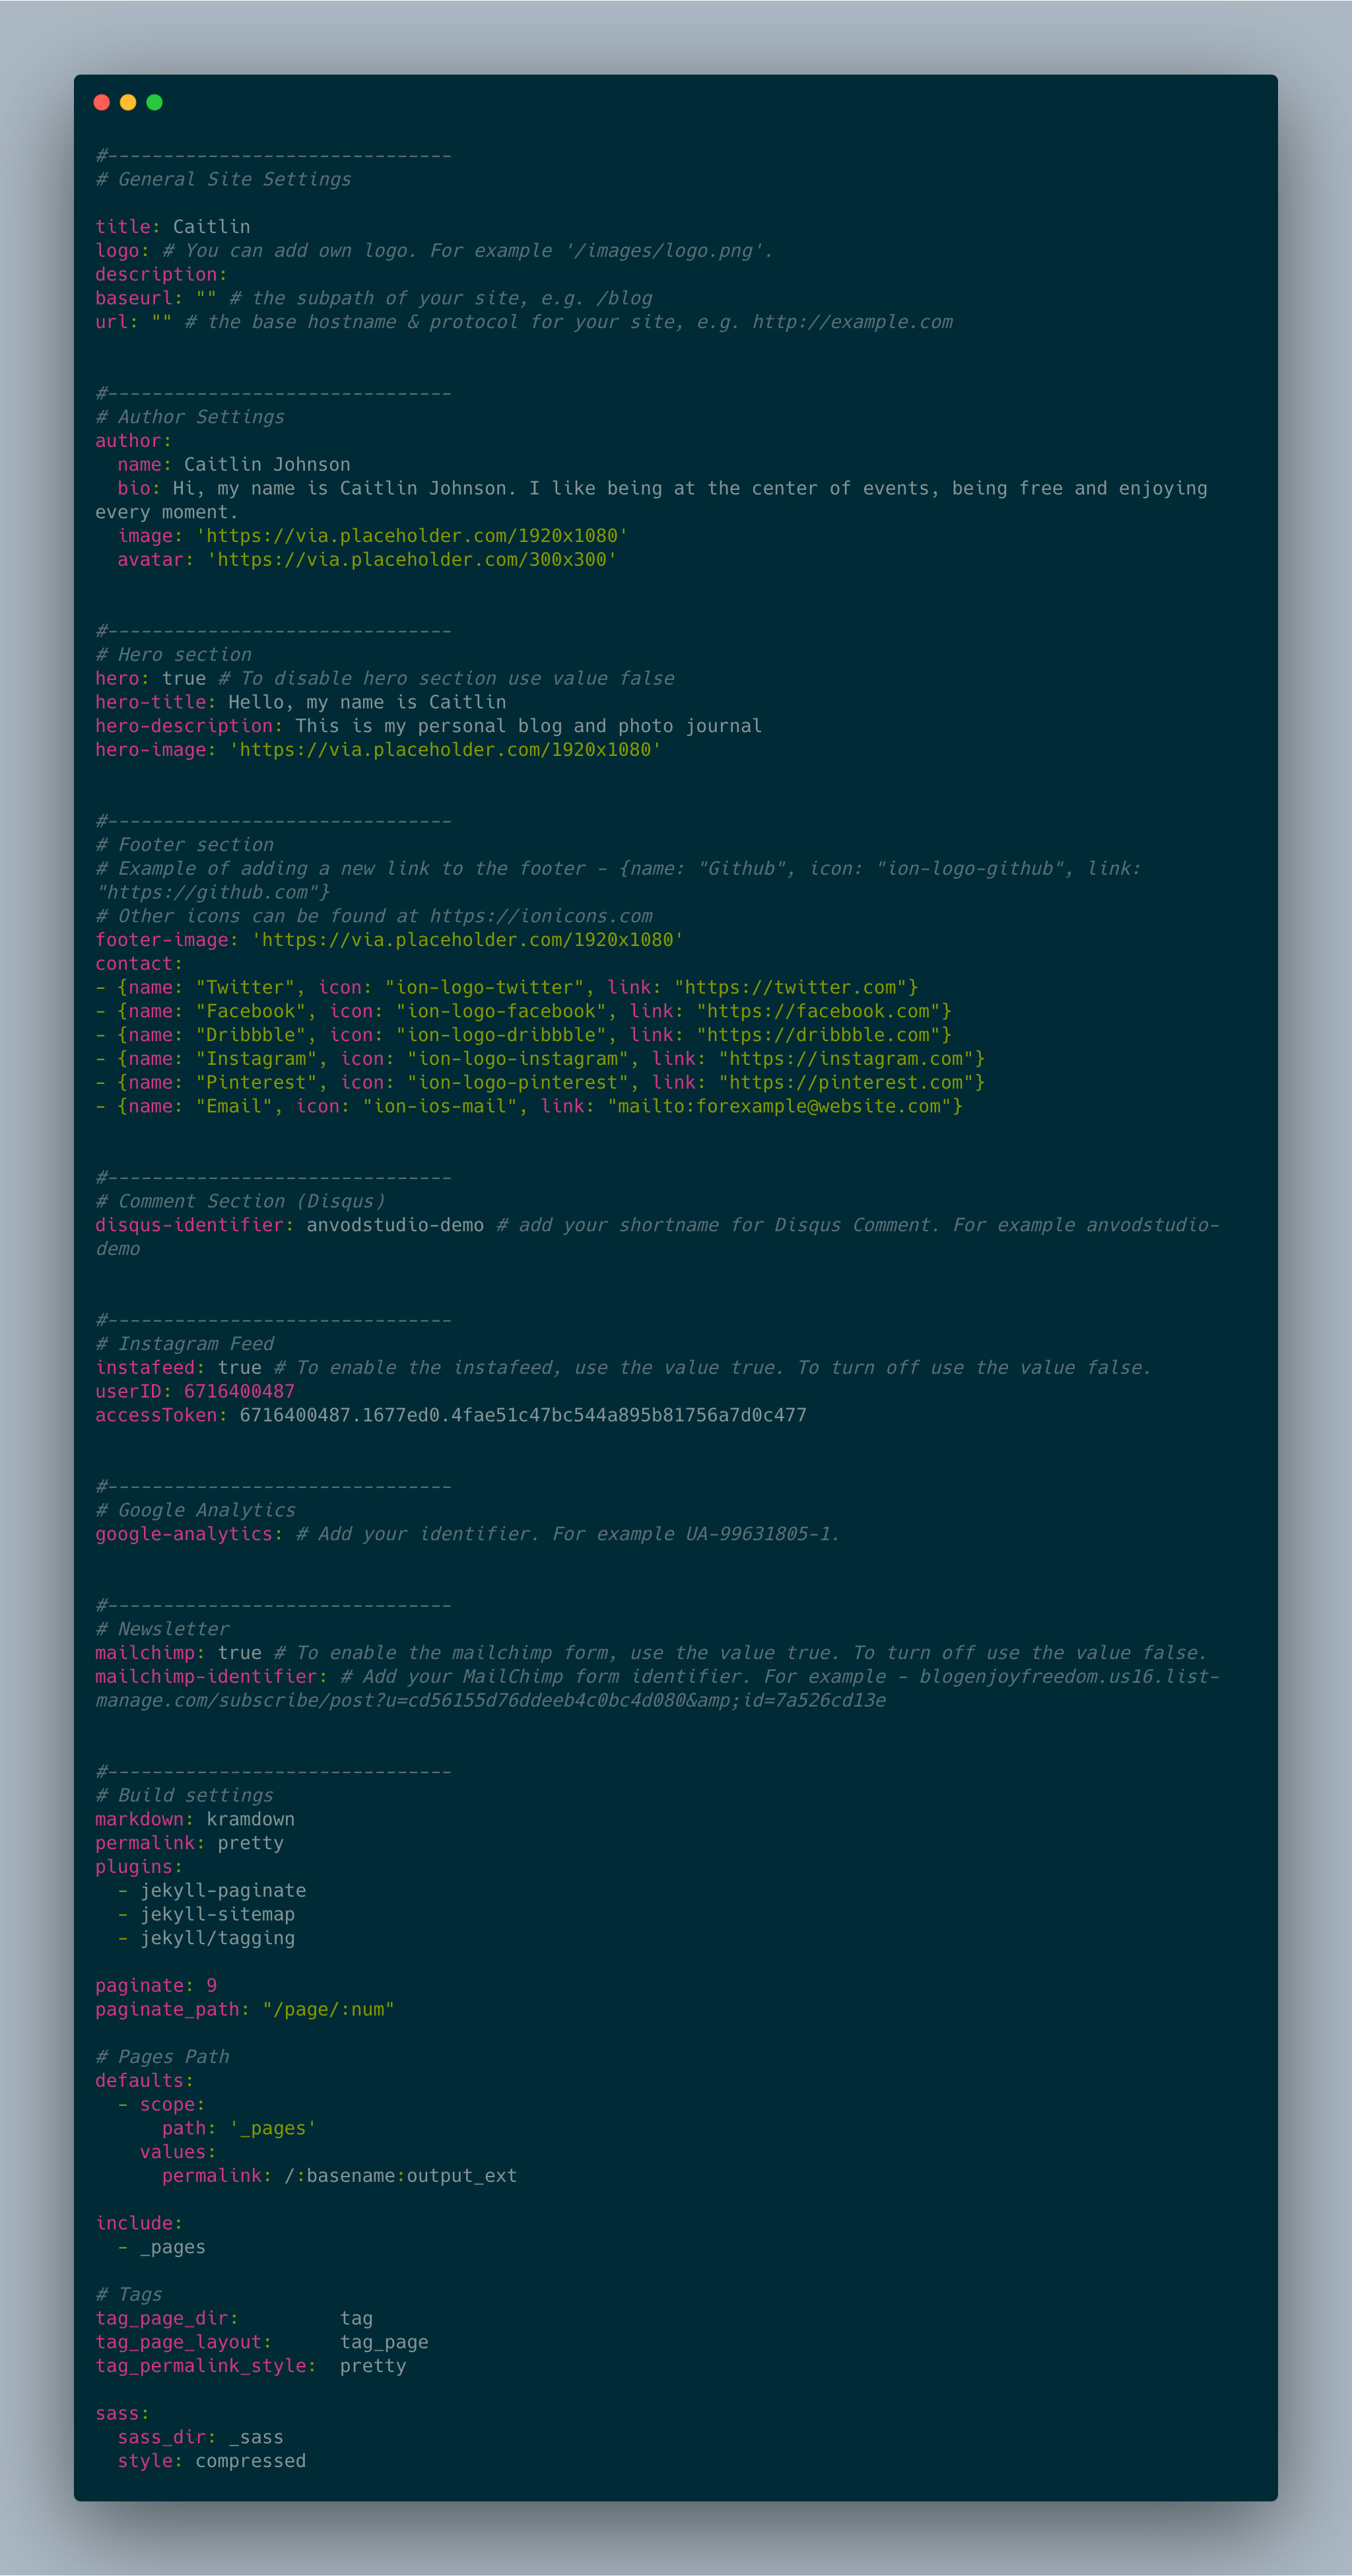 #-------------------------------
# General Site Settings

title: Caitlin
logo: # You can add own logo. For example '/images/logo.png'.
description:
baseurl: "" # the subpath of your site, e.g. /blog
url: "" # the base hostname & protocol for your site, e.g. http://example.com


#-------------------------------
# Author Settings
author:
  name: Caitlin Johnson
  bio: Hi, my name is Caitlin Johnson. I like being at the center of events, being free and enjoying
every moment.
  image: 'https://via.placeholder.com/1920x1080'
  avatar: 'https://via.placeholder.com/300x300'


#-------------------------------
# Hero section
hero: true # To disable hero section use value false
hero-title: Hello, my name is Caitlin
hero-description: This is my personal blog and photo journal
hero-image: 'https://via.placeholder.com/1920x1080'


#-------------------------------
# Footer section
# Example of adding a new link to the footer - {name: "Github", icon: "ion-logo-github", link:
"https://github.com"}
# Other icons can be found at https://ionicons.com
footer-image: 'https://via.placeholder.com/1920x1080'
contact:
- {name: "Twitter", icon: "ion-logo-twitter", link: "https://twitter.com"}
- {name: "Facebook", icon: "ion-logo-facebook", link: "https://facebook.com"}
- {name: "Dribbble", icon: "ion-logo-dribbble", link: "https://dribbble.com"}
- {name: "Instagram", icon: "ion-logo-instagram", link: "https://instagram.com"}
- {name: "Pinterest", icon: "ion-logo-pinterest", link: "https://pinterest.com"}
- {name: "Email", icon: "ion-ios-mail", link: "mailto:forexample@website.com"}


#-------------------------------
# Comment Section (Disqus)
disqus-identifier: anvodstudio-demo # add your shortname for Disqus Comment. For example anvodstudio-
demo


#-------------------------------
# Instagram Feed
instafeed: true # To enable the instafeed, use the value true. To turn off use the value false.
userID: 6716400487
accessToken: 6716400487.1677ed0.4fae51c47bc544a895b81756a7d0c477


#-------------------------------
# Google Analytics
google-analytics: # Add your identifier. For example UA-99631805-1.


#-------------------------------
# Newsletter
mailchimp: true # To enable the mailchimp form, use the value true. To turn off use the value false.
mailchimp-identifier: # Add your MailChimp form identifier. For example - blogenjoyfreedom.us16.list-
manage.com/subscribe/post?u=cd56155d76ddeeb4c0bc4d080&amp;id=7a526cd13e


#-------------------------------
# Build settings
markdown: kramdown
permalink: pretty
plugins:
  - jekyll-paginate
  - jekyll-sitemap
  - jekyll/tagging

paginate: 9
paginate_path: "/page/:num"

# Pages Path
defaults:
  - scope:
      path: '_pages'
    values:
      permalink: /:basename:output_ext

include:
  - _pages

# Tags
tag_page_dir:         tag
tag_page_layout:      tag_page
tag_permalink_style:  pretty

sass:
  sass_dir: _sass
  style: compressed